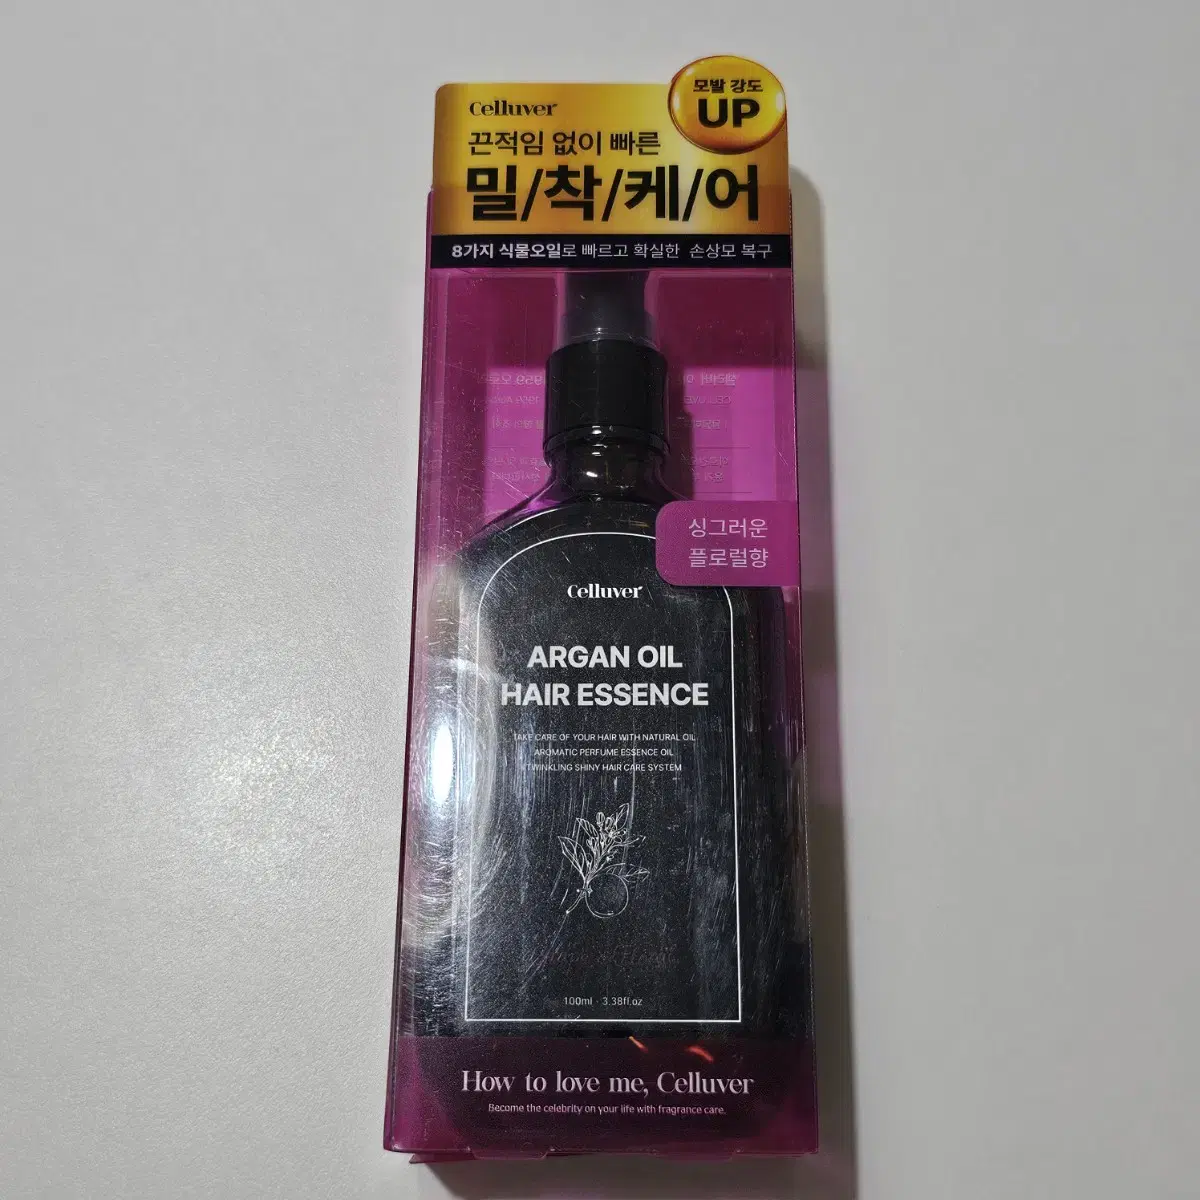 Celluver
모발 강도
UP
끈적임 없이 빠른
밀/착/케/어
8가지 식물오일로 빠르고 확실한 손상모 복구
싱그러운
플로럴향
Celluver
ARGAN OIL
HAIR ESSENCE
TAKE CARE OF YOUR HAIR WITH NATURAL OIL
AROMATIC PERFUME ESSENCE OIL
TWINKLING SHINY HAIR CARE SYSTEM
100ml · 3.38fl.oz
How to love me, Celluver
Become the celebrity on your life with fragrance care.